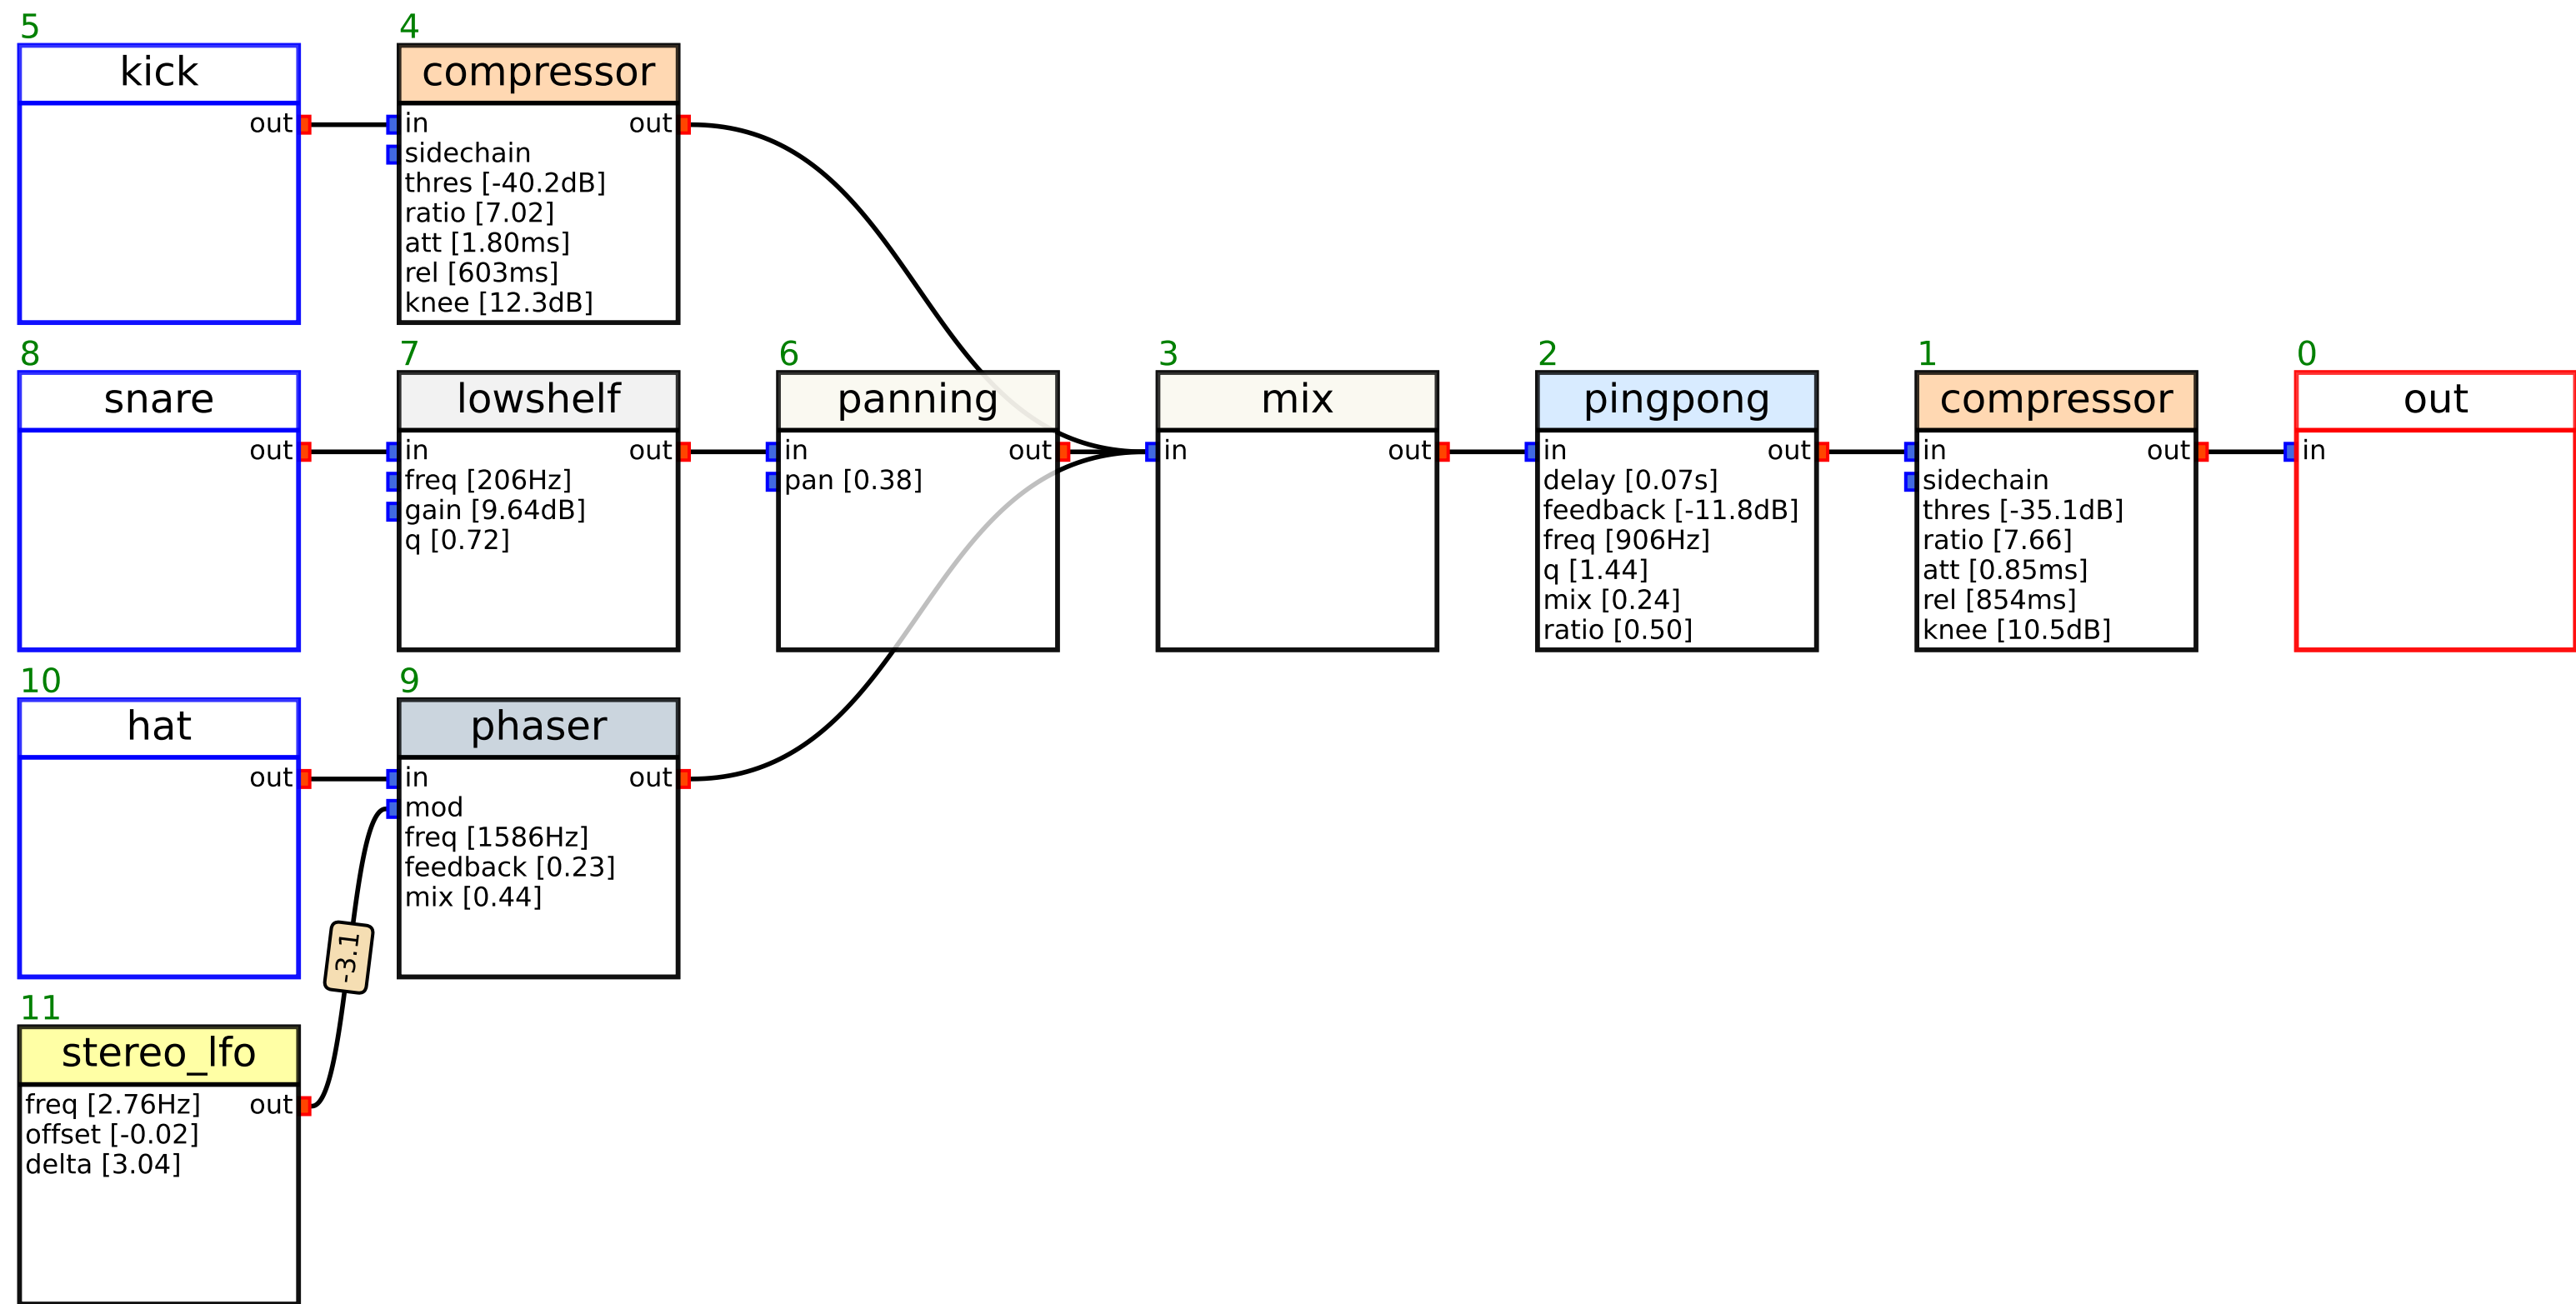 5
kick
out
4
compressor
in out
sidechain
thres [-40.2dB]
ratio [7.02]
att [1.80ms]
rel [603ms]
knee [12.3dB]
8
snare
out
7
lowshelf
in out
freq [206Hz]
gain [9.64dB]
q [0.72]
6
panning
in out
pan [0.38]
3
mix
in out
2
pingpong
in out
delay [0.07s]
feedback [-11.8dB]
freq [906Hz]
q [1.44]
mix [0.24]
ratio [0.50]
1
compressor
in out
sidechain
thres [-35.1dB]
ratio [7.66]
att [0.85ms]
rel [854ms]
knee [10.5dB]
0
out
in
10
hat
out
9
phaser
in out
mod
freq [1586Hz]
feedback [0.23]
mix [0.44]
-3.1
11
stereo_lfo
freq [2.76Hz] out
offset [-0.02]
delta [3.04]